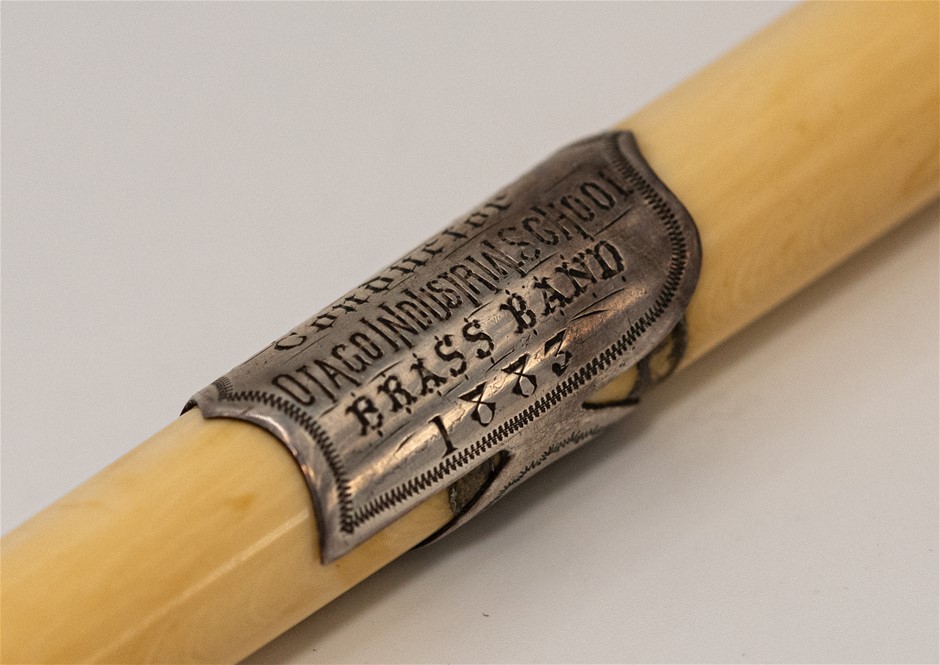 Conductor
OTAGO INDUSTRIAL SCHOOL
BRASS BAND
1883